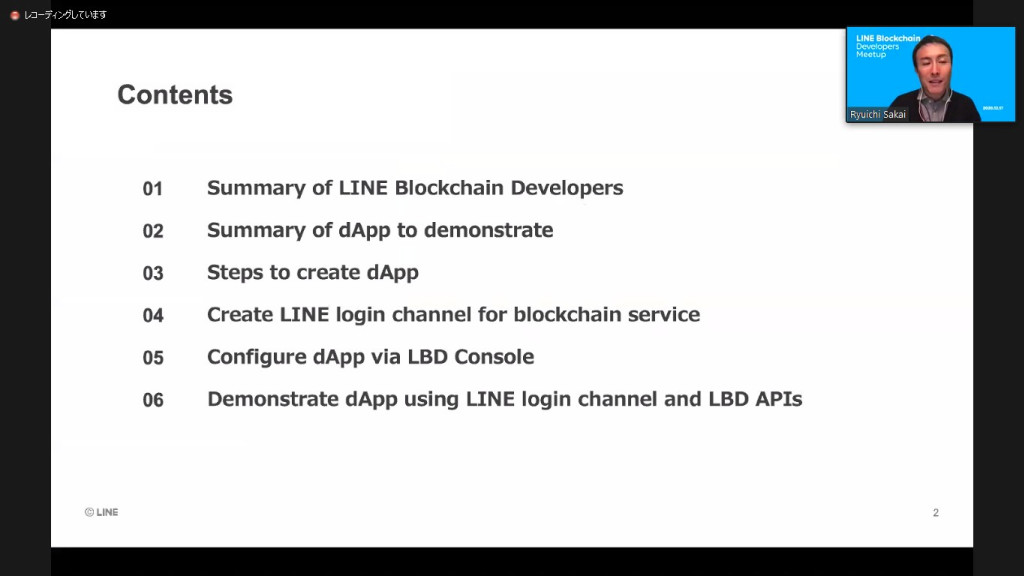 レコーディングしています
LINE Blockchain
Developers
Meetup
Ryuichi Sakai
Contents
01 Summary of LINE Blockchain Developers
02 Summary of dApp to demonstrate
03 Steps to create dApp
04 Create LINE login channel for blockchain service
05 Configure dApp via LBD Console
06 Demonstrate dApp using LINE login channel and LBD APIs
© LINE
2